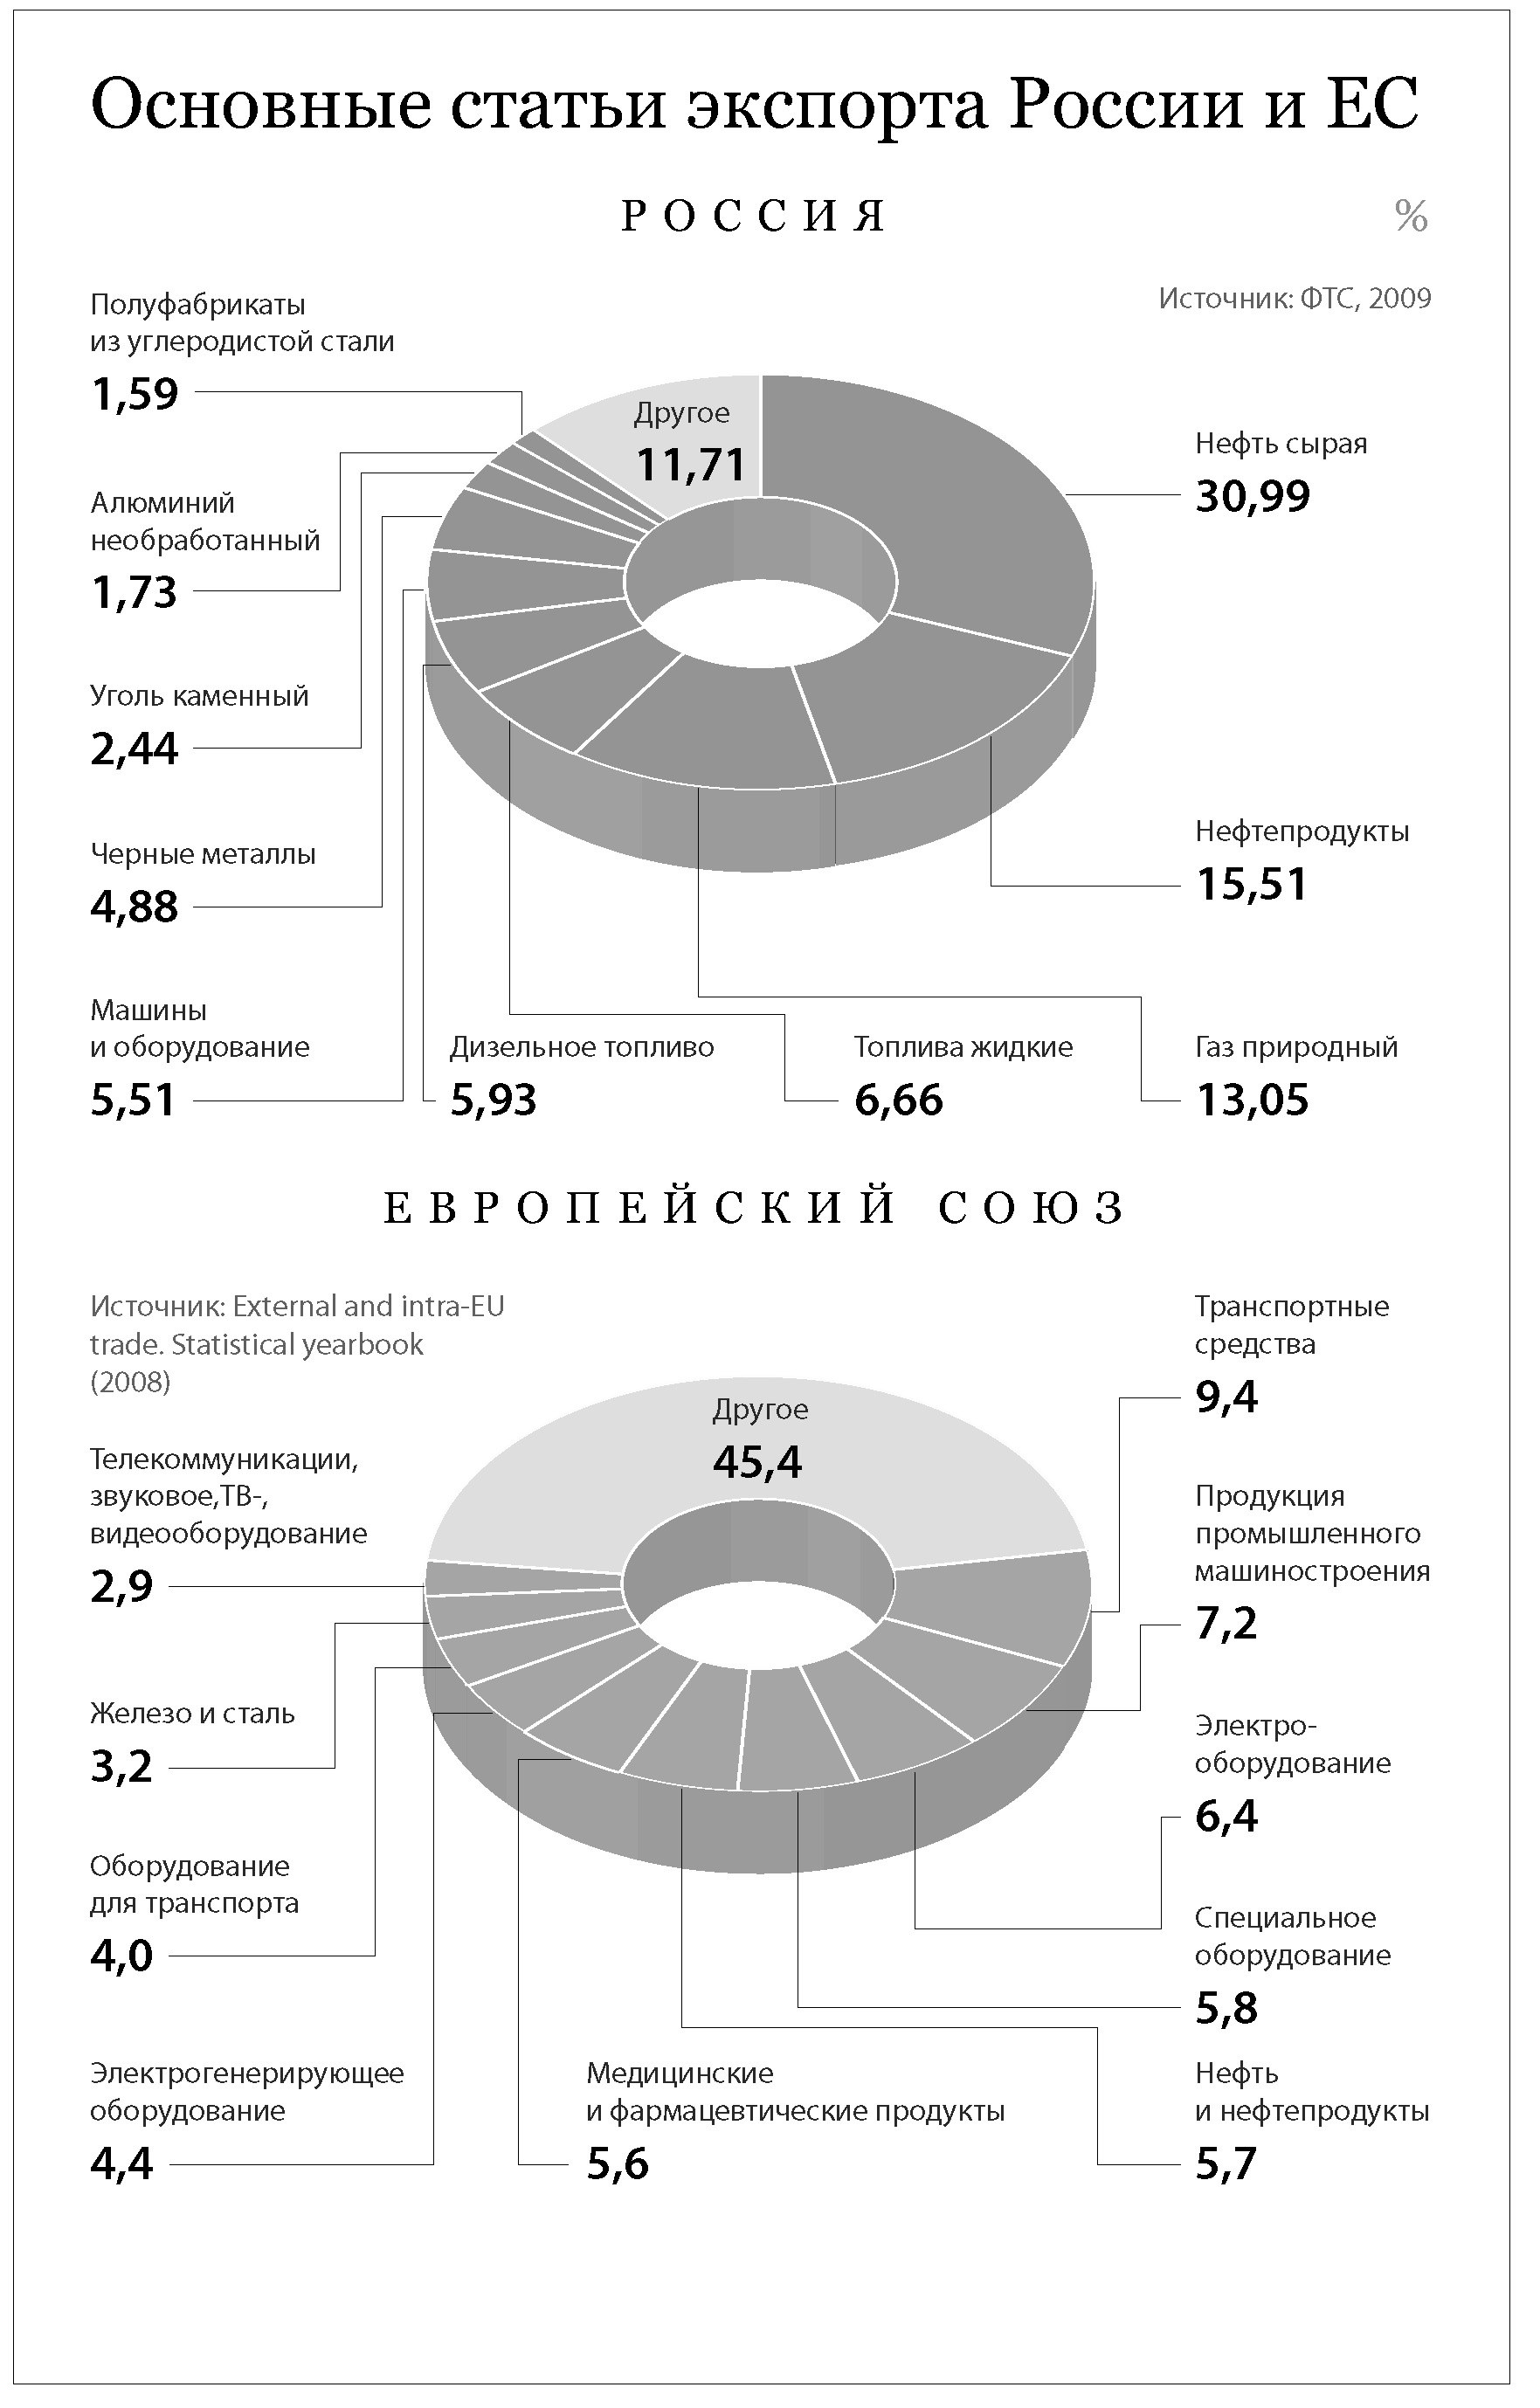 Основные статьи экспорта России и ЕС
РОССИЯ
%
Источник: ФТС, 2009
Полуфабрикаты
из углеродистой стали
1,59
Другое
11,71
Нефть сырая
30,99
Алюминий
необработанный
1,73
Уголь каменный
2,44
Черные металлы
4,88
Нефтепродукты
15,51
Машины
и оборудование
5,51
Дизельное топливо
5,93
Топлива жидкие
6,66
Газ природный
13,05
ЕВРОПЕЙСКИЙ СОЮЗ
Источник: External and intra-EU
trade. Statistical yearbook
(2008)
Транспортные
средства
9,4
Другое
45,4
Телекоммуникации,
звуковое,ТВ-,
видеооборудование
2,9
Продукция
промышленного
машиностроения
7,2
Железо и сталь
3,2
Электро-
оборудование
6,4
Оборудование
для транспорта
4,0
Специальное
оборудование
5,8
Электрогенерирующее
оборудование
4,4
Медицинские
и фармацевтические продукты
5,6
Нефть
и нефтепродукты
5,7